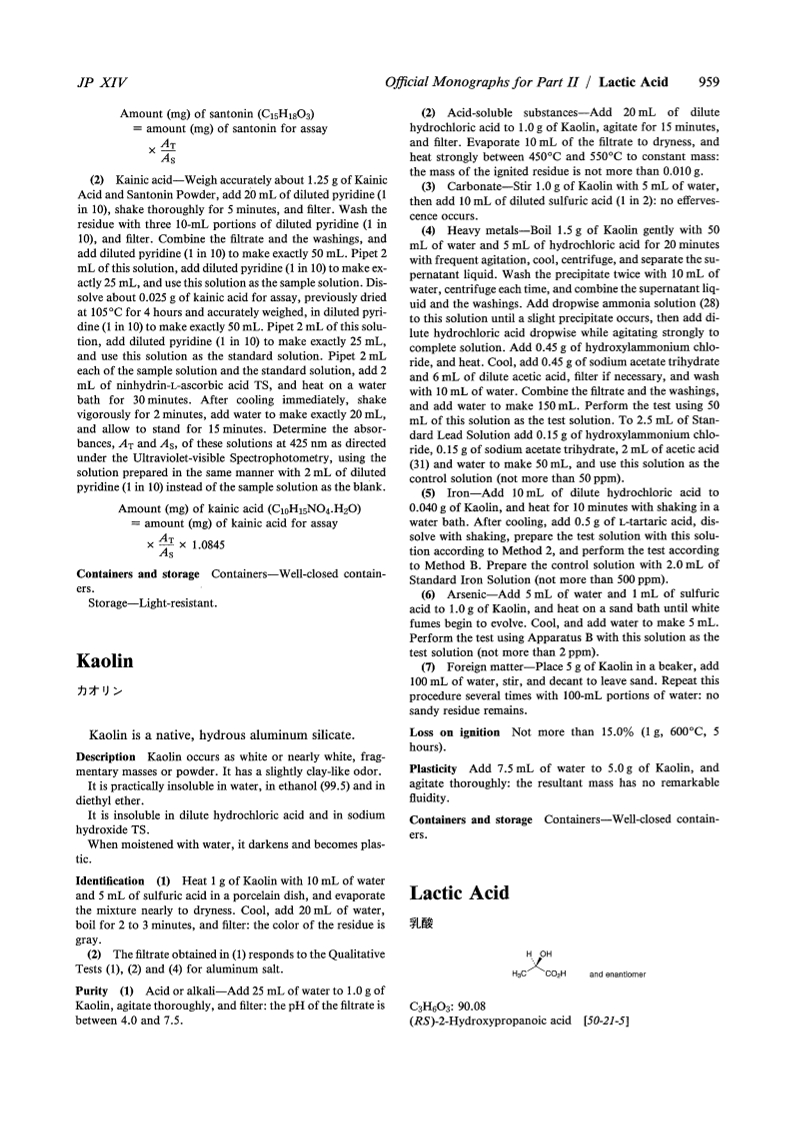 JP XIV
Official Monographs for Part II / Lactic Acid 959
Amount (mg) of santonin (C₁₅H₁₈O₃)
= amount (mg) of santonin for assay
× A_T
A_S
(2) Kainic acid—Weigh accurately about 1.25 g of Kainic
Acid and Santonin Powder, add 20 mL of diluted pyridine (1
in 10), shake thoroughly for 5 minutes, and filter. Wash the
residue with three 10-mL portions of diluted pyridine (1 in
10), and filter. Combine the filtrate and the washings, and
add diluted pyridine (1 in 10) to make exactly 50 mL. Pipet 2
mL of this solution, add diluted pyridine (1 in 10) to make ex-
actly 25 mL, and use this solution as the sample solution. Dis-
solve about 0.025 g of kainic acid for assay, previously dried
at 105°C for 4 hours and accurately weighed, in diluted pyri-
dine (1 in 10) to make exactly 50 mL. Pipet 2 mL of this solu-
tion, add diluted pyridine (1 in 10) to make exactly 25 mL,
and use this solution as the standard solution. Pipet 2 mL
each of the sample solution and the standard solution, add 2
mL of ninhydrin-L-ascorbic acid TS, and heat on a water
bath for 30 minutes. After cooling immediately, shake
vigorously for 2 minutes, add water to make exactly 20 mL,
and allow to stand for 15 minutes. Determine the absor-
bances, A_T and A_S, of these solutions at 425 nm as directed
under the Ultraviolet-visible Spectrophotometry, using the
solution prepared in the same manner with 2 mL of diluted
pyridine (1 in 10) instead of the sample solution as the blank.
Amount (mg) of kainic acid (C₁₀H₁₅NO₄.H₂O)
= amount (mg) of kainic acid for assay
× A_T × 1.0845
A_S
Containers and storage Containers—Well-closed contain-
ers.
Storage—Light-resistant.
Kaolin
カオリン
Kaolin is a native, hydrous aluminum silicate.
Description Kaolin occurs as white or nearly white, frag-
mentary masses or powder. It has a slightly clay-like odor.
It is practically insoluble in water, in ethanol (99.5) and in
diethyl ether.
It is insoluble in dilute hydrochloric acid and in sodium
hydroxide TS.
When moistened with water, it darkens and becomes plas-
tic.
Identification (1) Heat 1 g of Kaolin with 10 mL of water
and 5 mL of sulfuric acid in a porcelain dish, and evaporate
the mixture nearly to dryness. Cool, add 20 mL of water,
boil for 2 to 3 minutes, and filter: the color of the residue is
gray.
(2) The filtrate obtained in (1) responds to the Qualitative
Tests (1), (2) and (4) for aluminum salt.
Purity (1) Acid or alkali—Add 25 mL of water to 1.0 g of
Kaolin, agitate thoroughly, and filter: the pH of the filtrate is
between 4.0 and 7.5.
(2) Acid-soluble substances—Add 20 mL of dilute
hydrochloric acid to 1.0 g of Kaolin, agitate for 15 minutes,
and filter. Evaporate 10 mL of the filtrate to dryness, and
heat strongly between 450°C and 550°C to constant mass:
the mass of the ignited residue is not more than 0.010 g.
(3) Carbonate—Stir 1.0 g of Kaolin with 5 mL of water,
then add 10 mL of diluted sulfuric acid (1 in 2): no efferves-
cence occurs.
(4) Heavy metals—Boil 1.5 g of Kaolin gently with 50
mL of water and 5 mL of hydrochloric acid for 20 minutes
with frequent agitation, cool, centrifuge, and separate the su-
pernatant liquid. Wash the precipitate twice with 10 mL of
water, centrifuge each time, and combine the supernatant liq-
uid and the washings. Add dropwise ammonia solution (28)
to this solution until a slight precipitate occurs, then add di-
lute hydrochloric acid dropwise while agitating strongly to
complete solution. Add 0.45 g of hydroxylammonium chlo-
ride, and heat. Cool, add 0.45 g of sodium acetate trihydrate
and 6 mL of dilute acetic acid, filter if necessary, and wash
with 10 mL of water. Combine the filtrate and the washings,
and add water to make 150 mL. Perform the test using 50
mL of this solution as the test solution. To 2.5 mL of Stan-
dard Lead Solution add 0.15 g of hydroxylammonium chlo-
ride, 0.15 g of sodium acetate trihydrate, 2 mL of acetic acid
(31) and water to make 50 mL, and use this solution as the
control solution (not more than 50 ppm).
(5) Iron—Add 10 mL of dilute hydrochloric acid to
0.040 g of Kaolin, and heat for 10 minutes with shaking in a
water bath. After cooling, add 0.5 g of L-tartaric acid, dis-
solve with shaking, prepare the test solution with this solu-
tion according to Method 2, and perform the test according
to Method B. Prepare the control solution with 2.0 mL of
Standard Iron Solution (not more than 500 ppm).
(6) Arsenic—Add 5 mL of water and 1 mL of sulfuric
acid to 1.0 g of Kaolin, and heat on a sand bath until white
fumes begin to evolve. Cool, and add water to make 5 mL.
Perform the test using Apparatus B with this solution as the
test solution (not more than 2 ppm).
(7) Foreign matter—Place 5 g of Kaolin in a beaker, add
100 mL of water, stir, and decant to leave sand. Repeat this
procedure several times with 100-mL portions of water: no
sandy residue remains.
Loss on ignition Not more than 15.0% (1 g, 600°C, 5
hours).
Plasticity Add 7.5 mL of water to 5.0 g of Kaolin, and
agitate thoroughly: the resultant mass has no remarkable
fluidity.
Containers and storage Containers—Well-closed contain-
ers.
Lactic Acid
乳酸
H OH
H₃C CO₂H and enantiomer
C₃H₆O₃: 90.08
(RS)-2-Hydroxypropanoic acid [50-21-5]